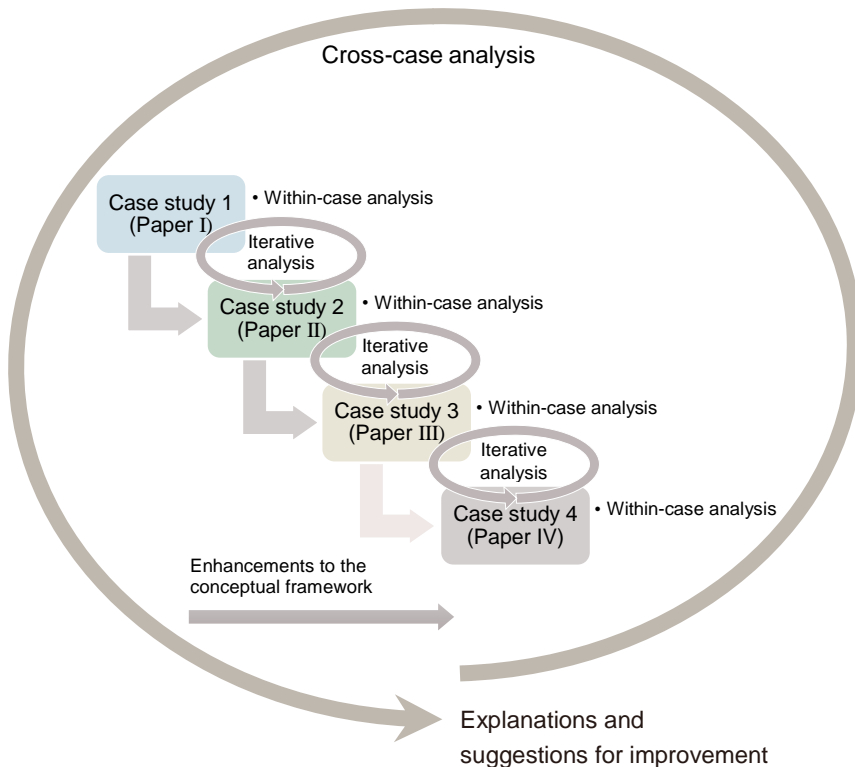 Cross-case analysis
Case study 1
(Paper I)
• Within-case analysis
Iterative
analysis
Case study 2
(Paper II)
• Within-case analysis
Iterative
analysis
Case study 3
(Paper III)
• Within-case analysis
Iterative
analysis
Case study 4
(Paper IV)
• Within-case analysis
Enhancements to the
conceptual framework
Explanations and
suggestions for improvement